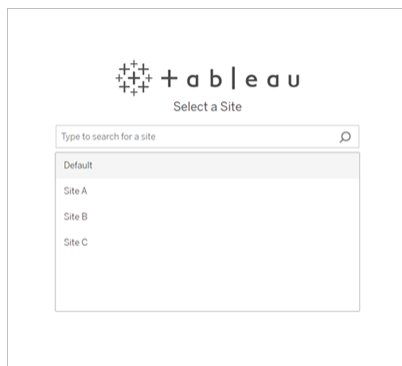 + a b | e a u
Select a Site
Type to search for a site
Default
Site A
Site B
Site C